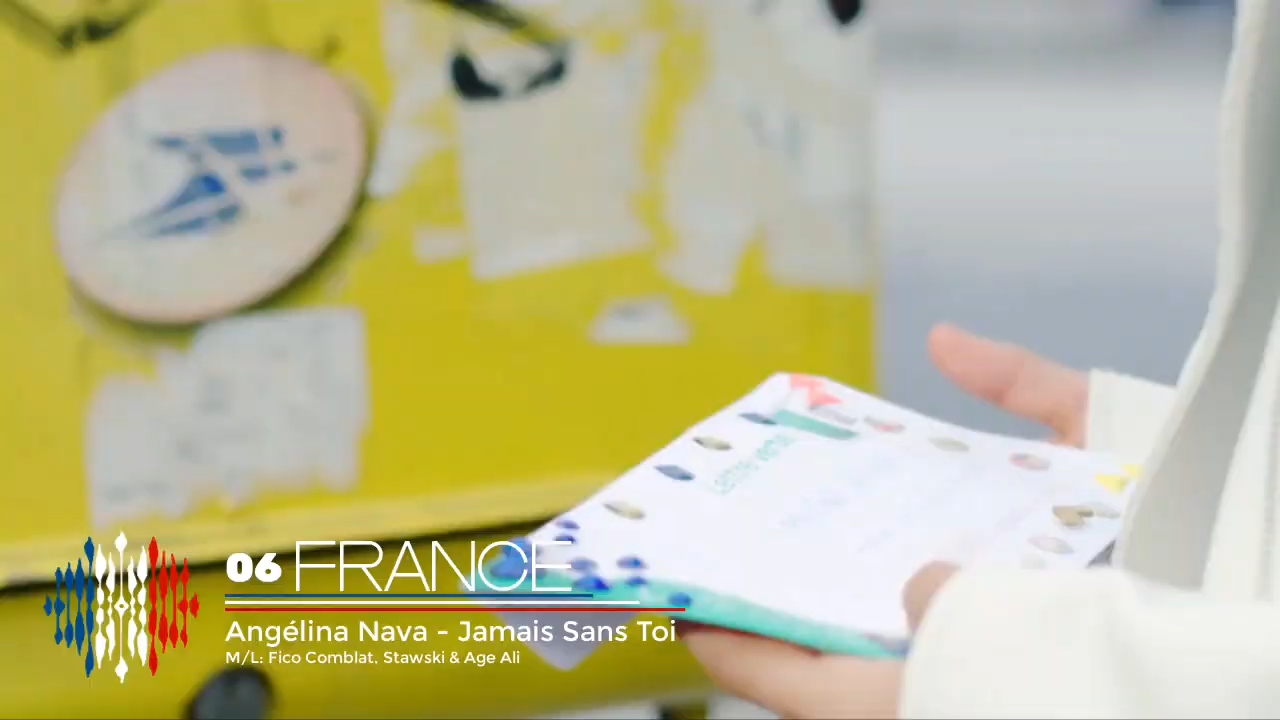 06 FRANCE
Angélina Nava - Jamais Sans Toi
M/L: Fico Comblat, Stawski & Age Ali